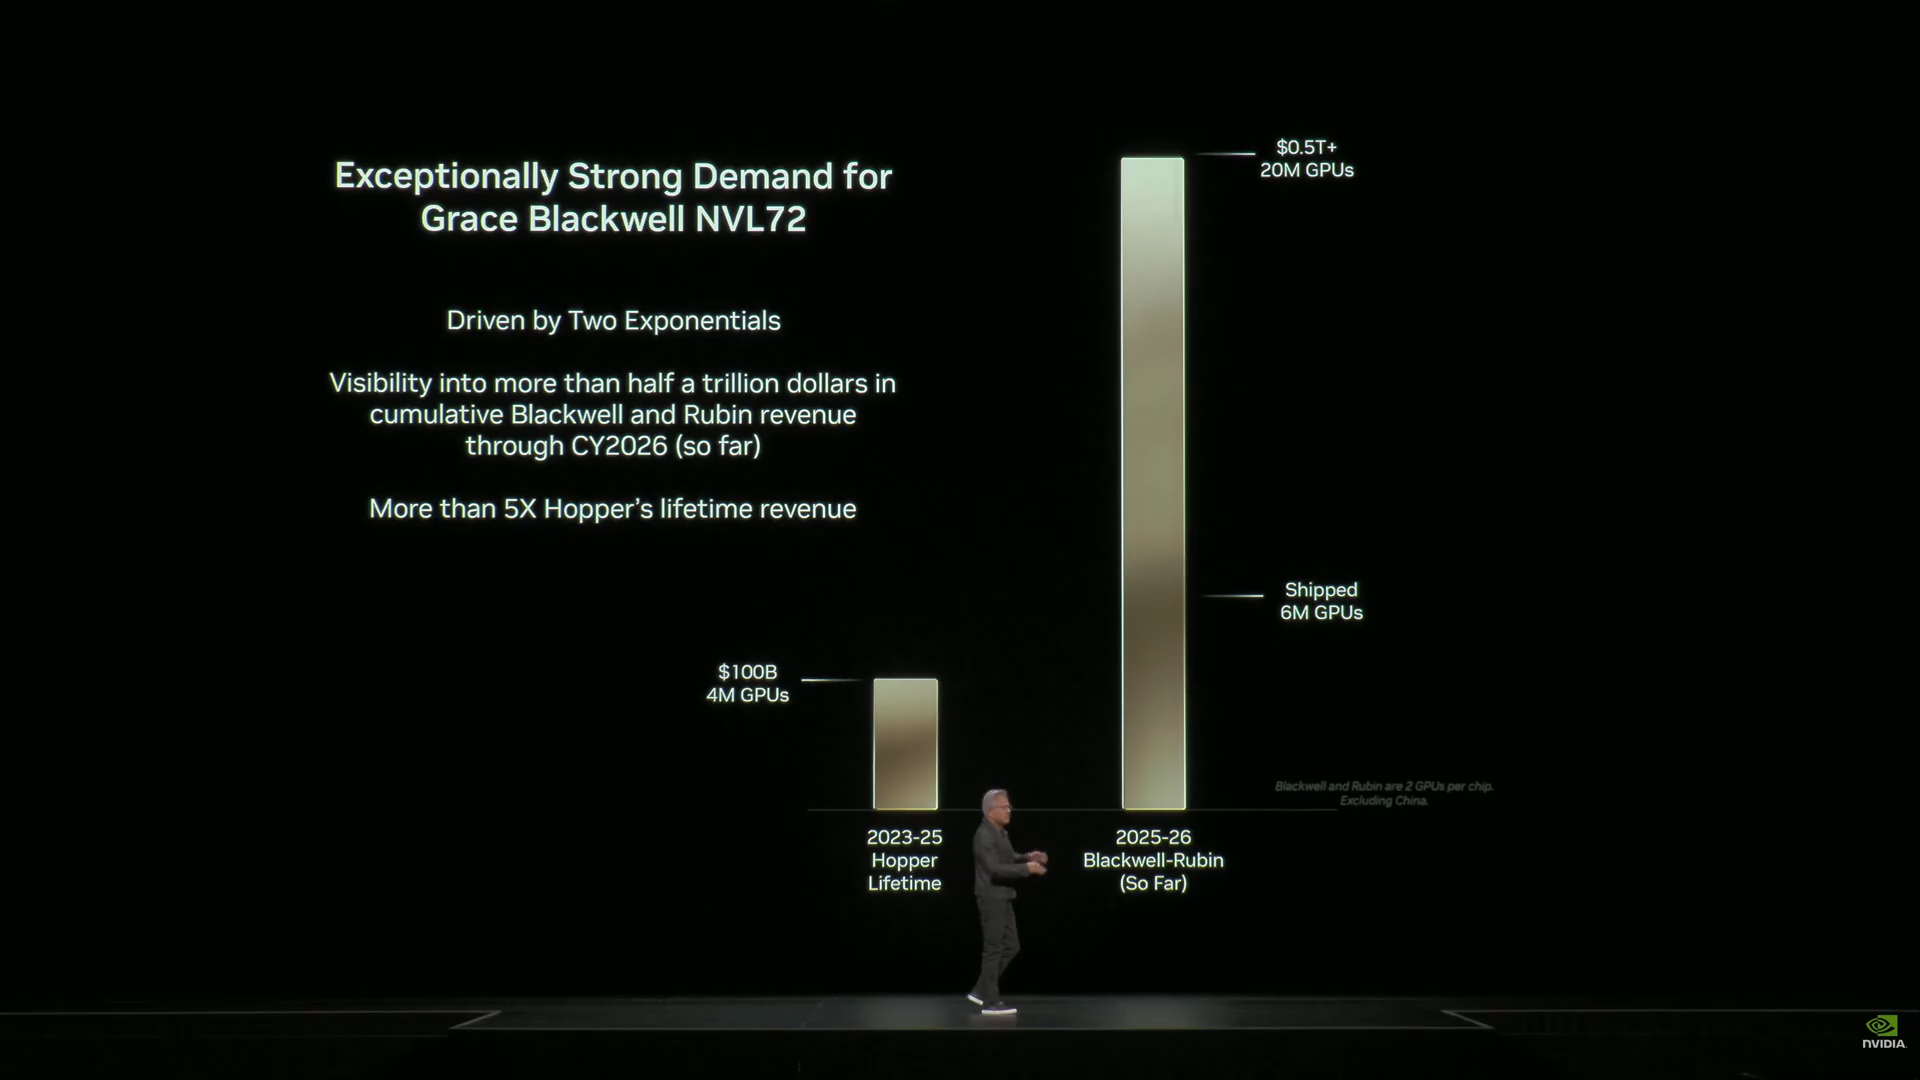 Exceptionally Strong Demand for
Grace Blackwell NVL72
Driven by Two Exponentials
Visibility into more than half a trillion dollars in
cumulative Blackwell and Rubin revenue
through CY2026 (so far)
More than 5X Hopper’s lifetime revenue
$100B
4M GPUs
2023-25
Hopper
Lifetime
$0.5T+
20M GPUs
Shipped
6M GPUs
2025-26
Blackwell-Rubin
(So Far)
Blackwell and Rubin are 2 GPUs per chip.
Excluding China.
NVIDIA.